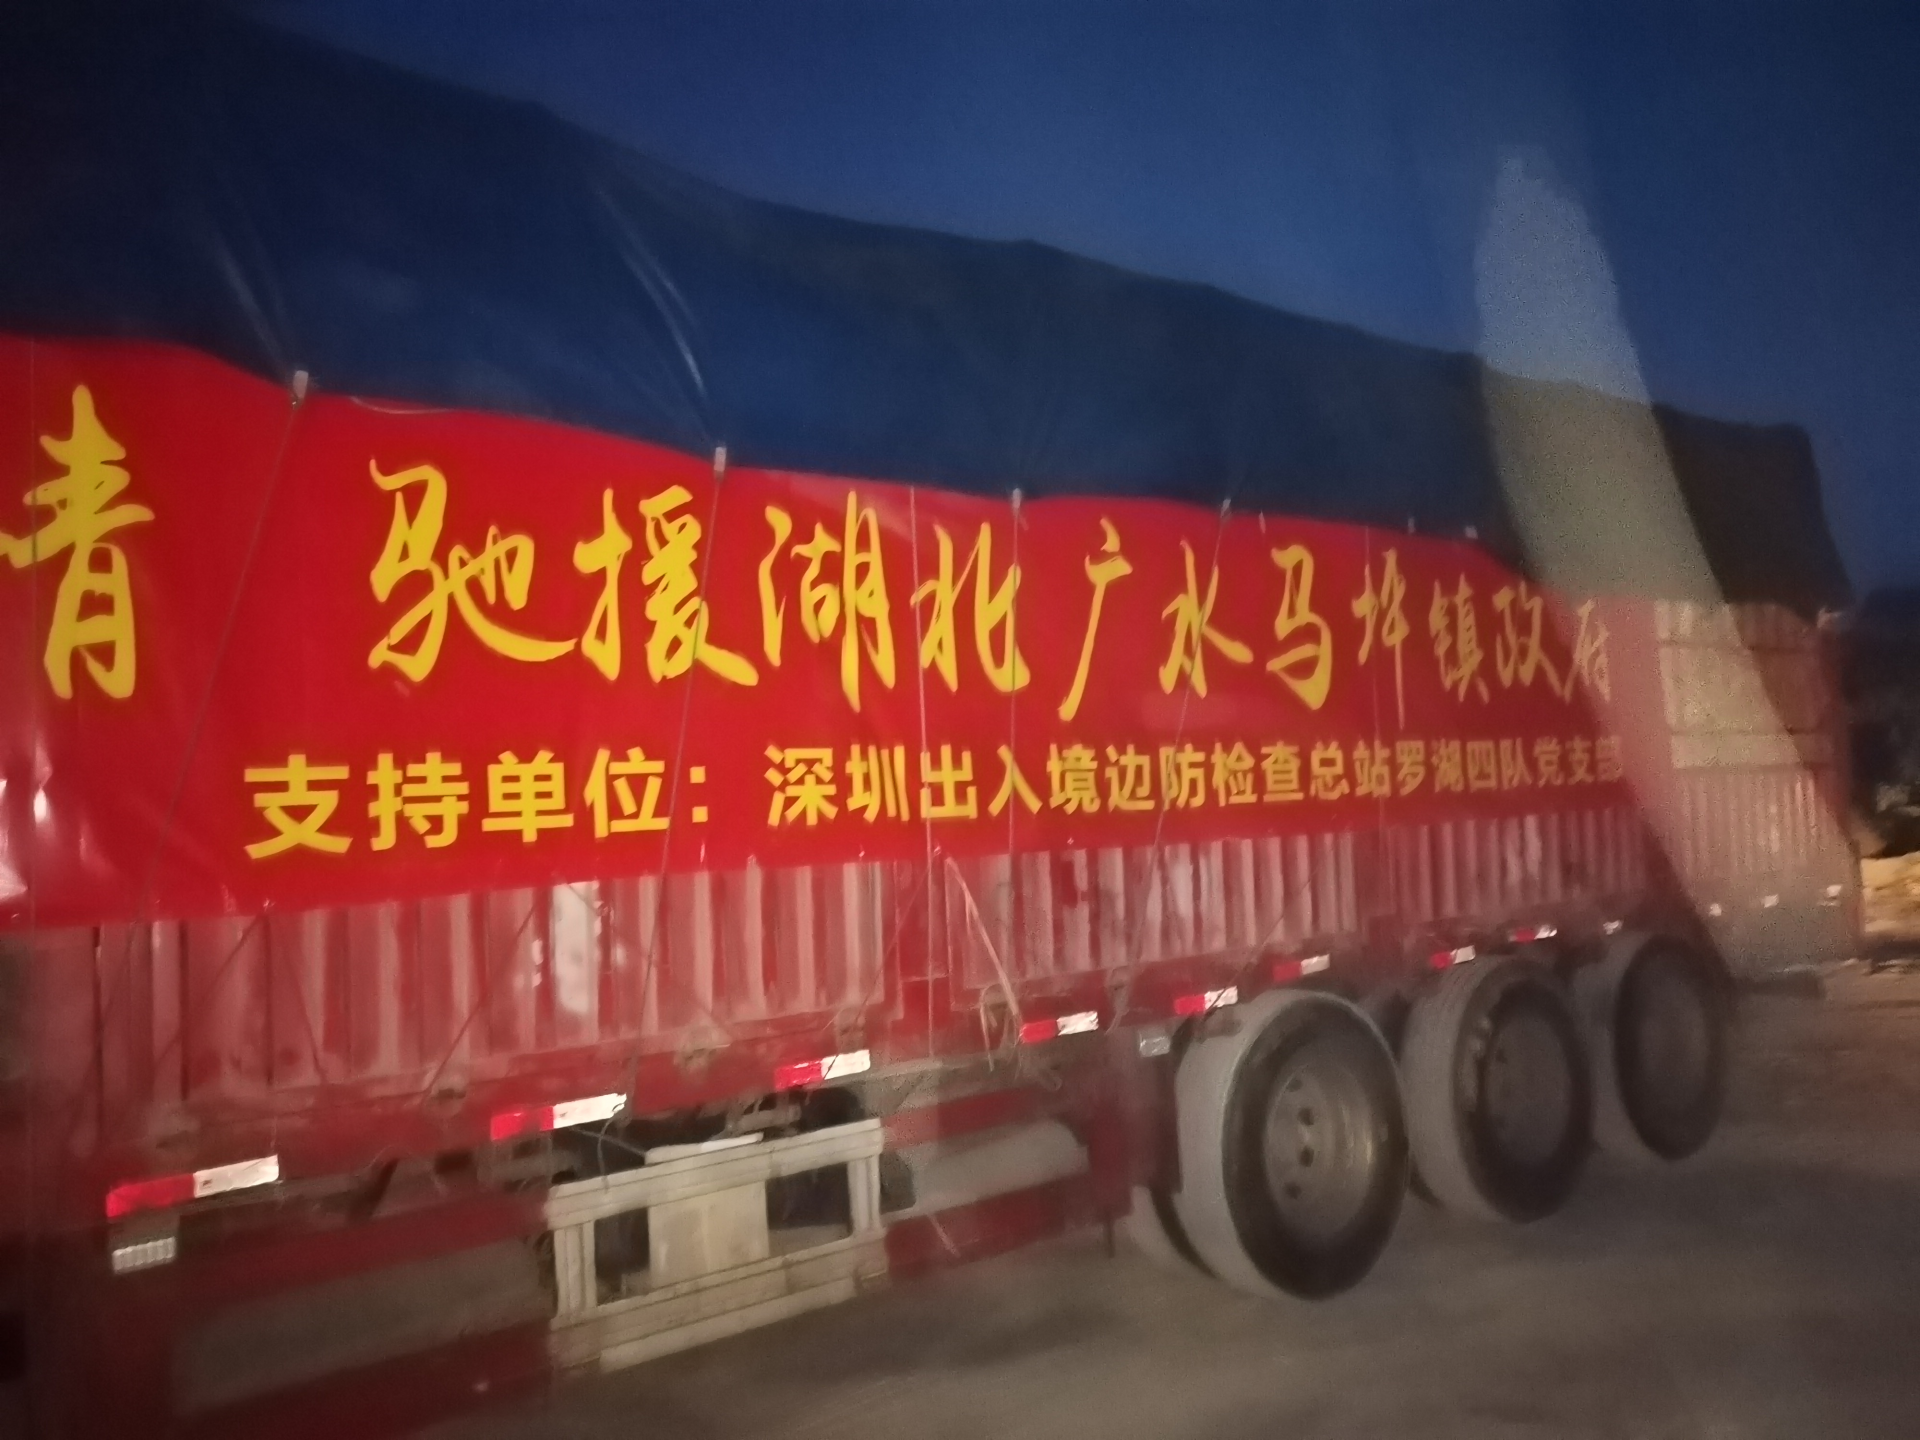 驰援湖北广水马坪镇政府
支持单位：深圳出入境边防检查总站罗湖四队党支部